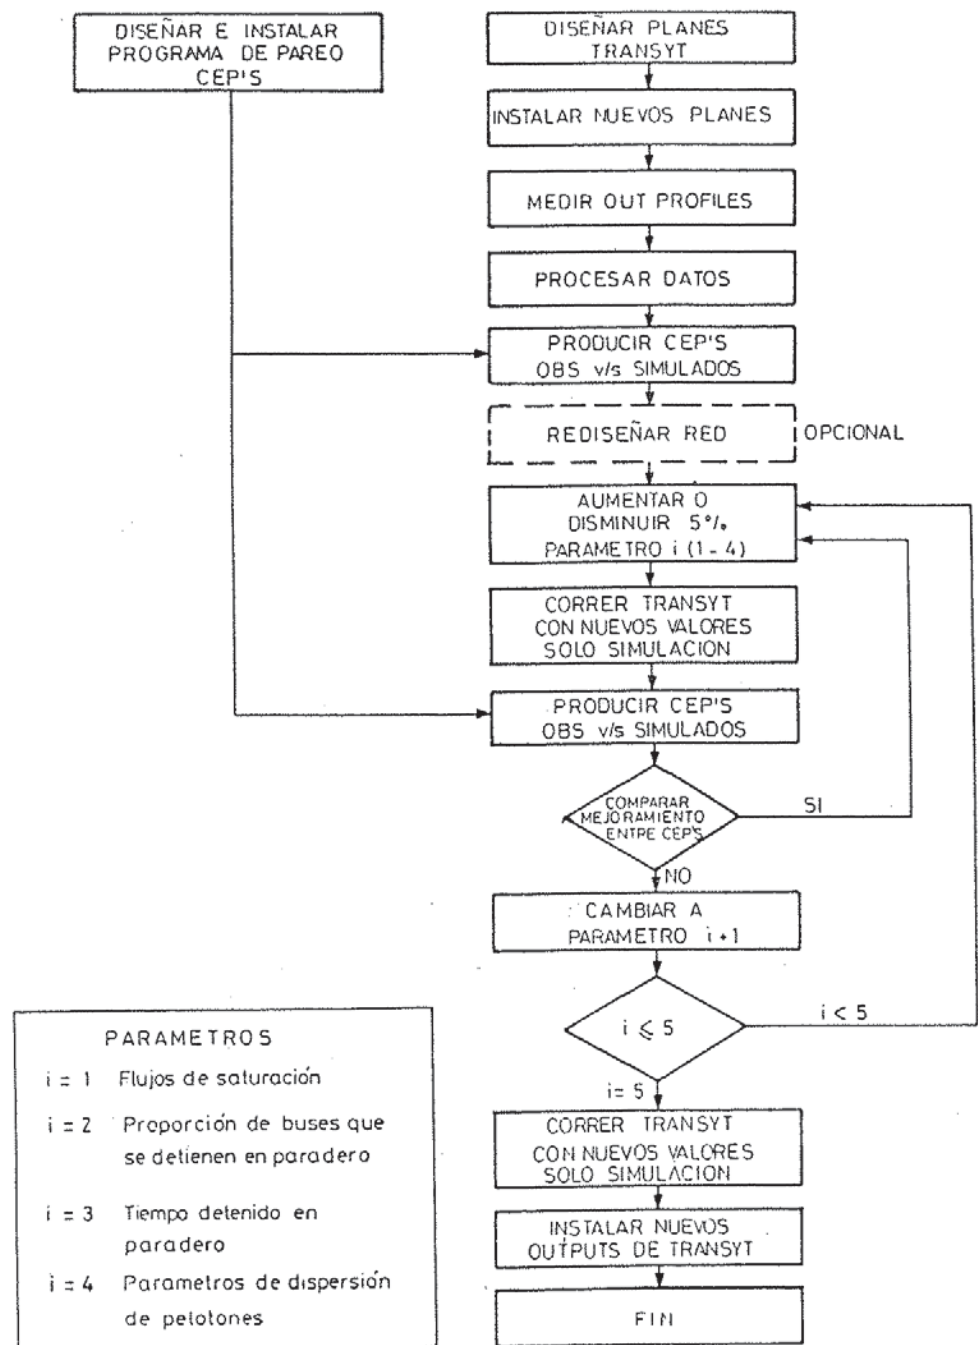 DISEÑAR E INSTALAR
PROGRAMA DE PAREO
CEP'S
DISEÑAR PLANES
TRANSYT
INSTALAR NUEVOS PLANES
MEDIR OUT PROFILES
PROCESAR DATOS
PRODUCIR CEP'S
OBS v/s SIMULADOS
REDISEÑAR RED
OPCIONAL
AUMENTAR O
DISMINUIR 5%
PARAMETRO i (1-4)
CORRER TRANSYT
CON NUEVOS VALORES
SOLO SIMULACION
PRODUCIR CEP'S
OBS v/s SIMULADOS
COMPARAR
MEJORAMIENTO
ENTRE CEP'S
SI
NO
CAMBIAR A
PARAMETRO i+1
i ⩽ 5
i < 5
i = 5
CORRER TRANSYT
CON NUEVOS VALORES
SOLO SIMULACION
INSTALAR NUEVOS
OUTPUTS DE TRANSYT
FIN
PARAMETROS
i = 1 Flujos de saturación
i = 2 Proporción de buses que
se detienen en paradero
i = 3 Tiempo detenido en
paradero
i = 4 Parametros de dispersión
de pelotones